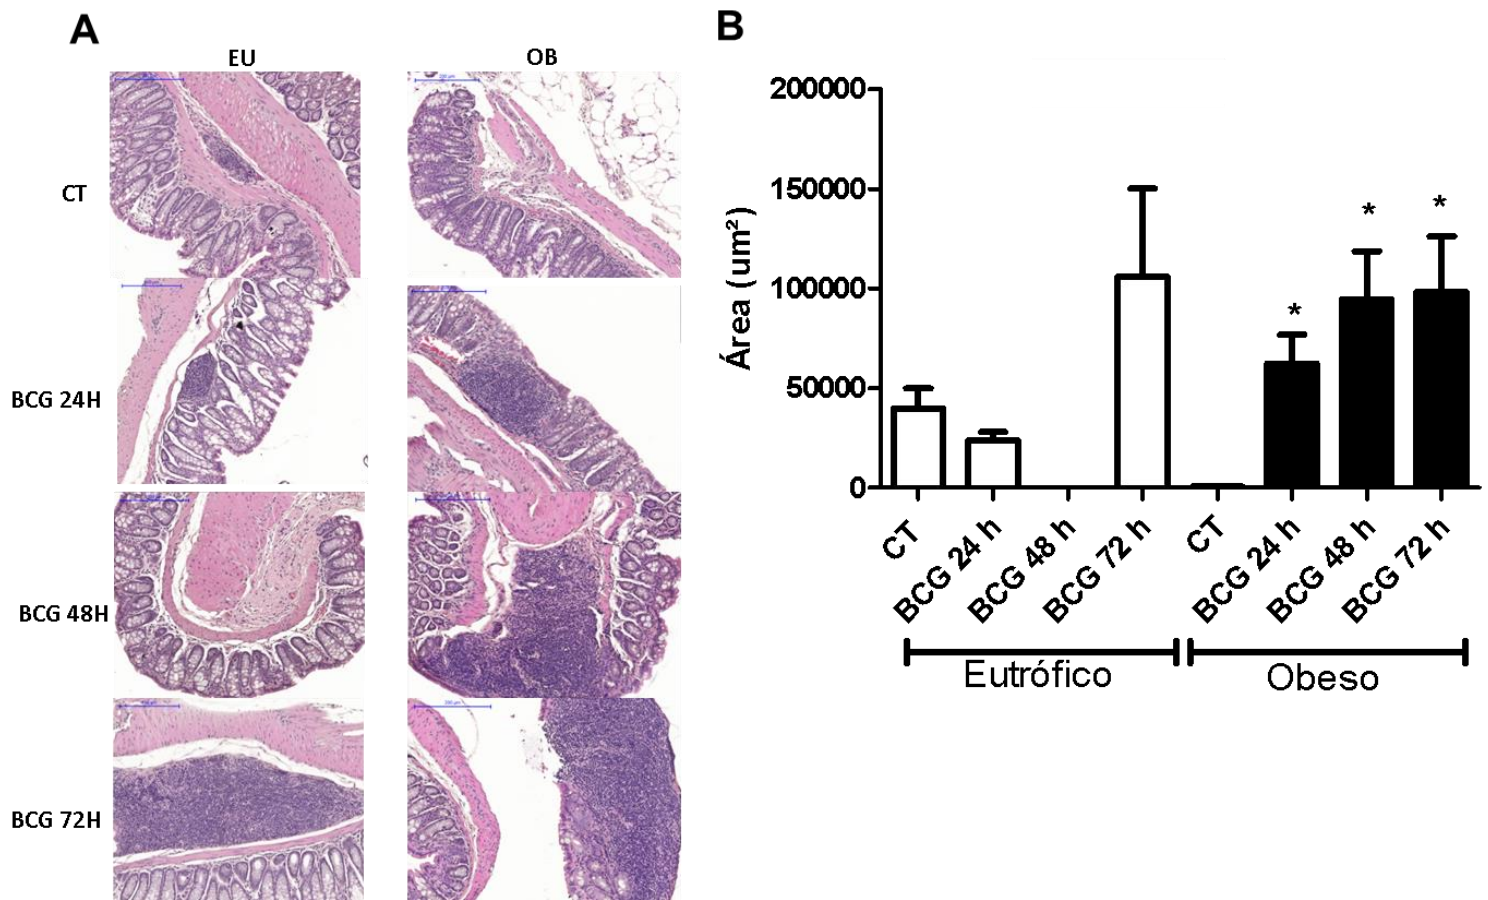 A
EU
OB
CT
BCG 24H
BCG 48H
BCG 72H
B
Área (um²)
200000
150000
100000
50000
0
*
*
*
CT
BCG 24 h
BCG 48 h
BCG 72 h
CT
BCG 24 h
BCG 48 h
BCG 72 h
Eutrófico
Obeso